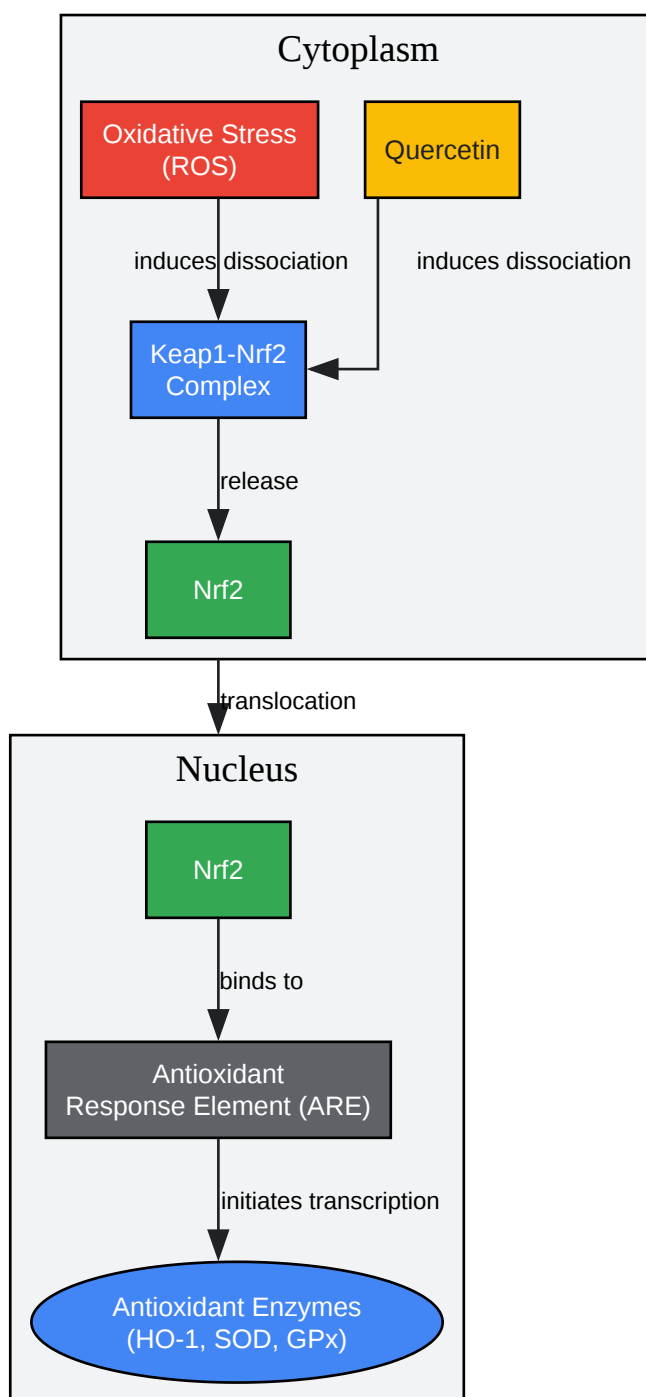 Cytoplasm
Oxidative Stress
(ROS)
Quercetin
induces dissociation
induces dissociation
Keap1-Nrf2
Complex
release
Nrf2
translocation
Nucleus
Nrf2
binds to
Antioxidant
Response Element (ARE)
initiates transcription
Antioxidant Enzymes
(HO-1, SOD, GPx)